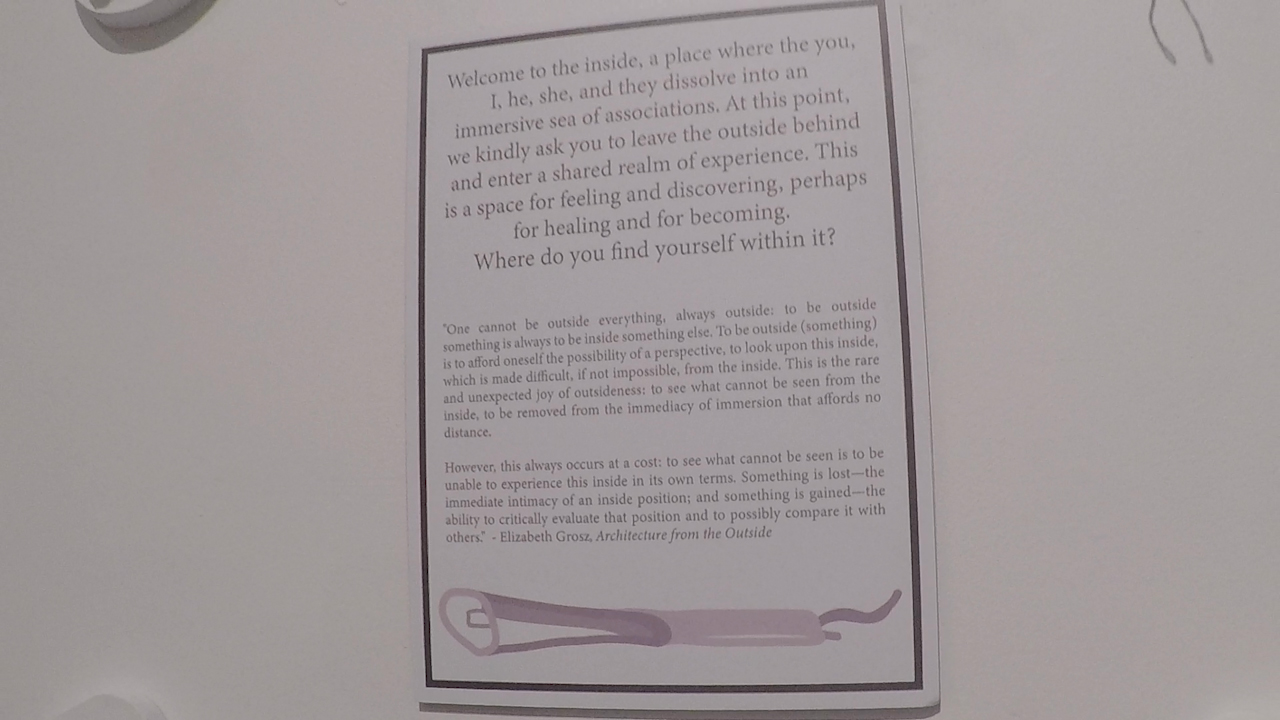 Welcome to the inside, a place where the you,
I, he, she, and they dissolve into an
immersive sea of associations. At this point,
we kindly ask you to leave the outside behind
and enter a shared realm of experience. This
is a space for feeling and discovering, perhaps
for healing and for becoming.
Where do you find yourself within it?
"One cannot be outside everything, always outside: to be outside
something is always to be inside something else. To be outside (something)
is to afford oneself the possibility of a perspective, to look upon this inside,
which is made difficult, if not impossible, from the inside. This is the rare
and unexpected joy of outsideness: to see what cannot be seen from the
inside, to be removed from the immediacy of immersion that affords no
distance.
However, this always occurs at a cost: to see what cannot be seen is to be
unable to experience this inside in its own terms. Something is lost—the
immediate intimacy of an inside position; and something is gained—the
ability to critically evaluate that position and to possibly compare it with
others." - Elizabeth Grosz, Architecture from the Outside